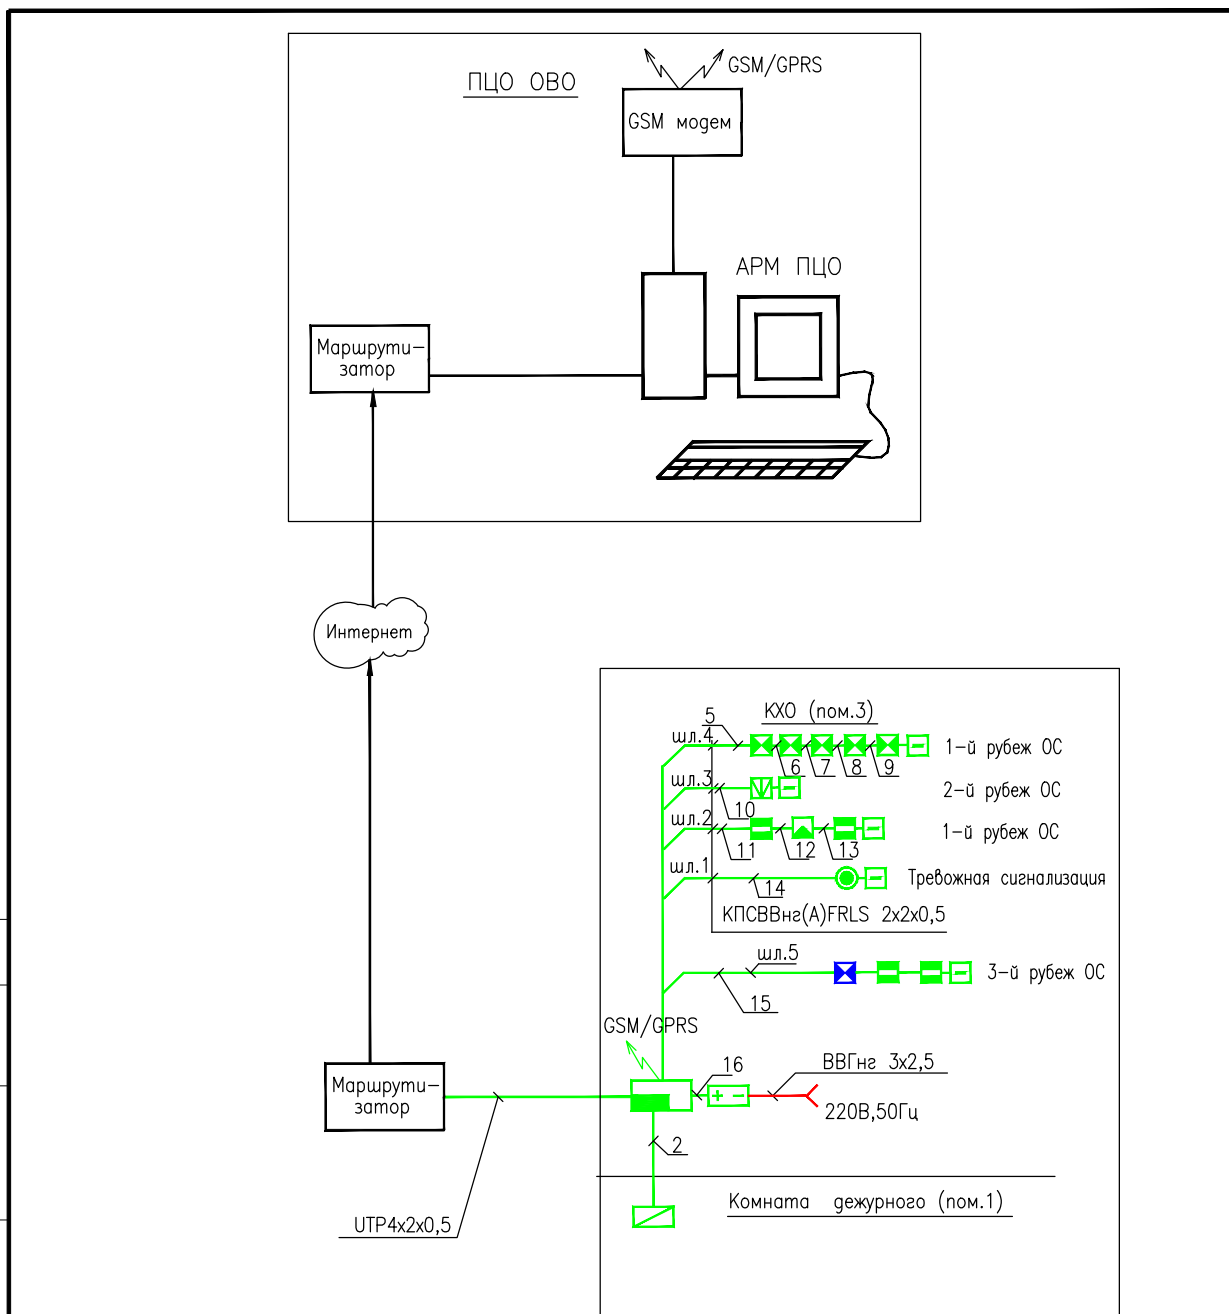 ПЦО ОВО
GSM/GPRS
GSM модем
АРМ ПЦО
Маршрути-
затор
Интернет
КХО (пом.3)
5
шл.4
6
7
8
9
1-й рубеж ОС
шл.3
10
2-й рубеж ОС
шл.2
11
12
13
1-й рубеж ОС
шл.1
14
Тревожная сигнализация
КПСВВнг(А)FRLS 2х2х0,5
шл.5
15
3-й рубеж ОС
GSM/GPRS
16
ВВГнг 3х2,5
+ -
220В,50Гц
Маршрути-
затор
2
UTP4х2х0,5
Комната дежурного (пом.1)